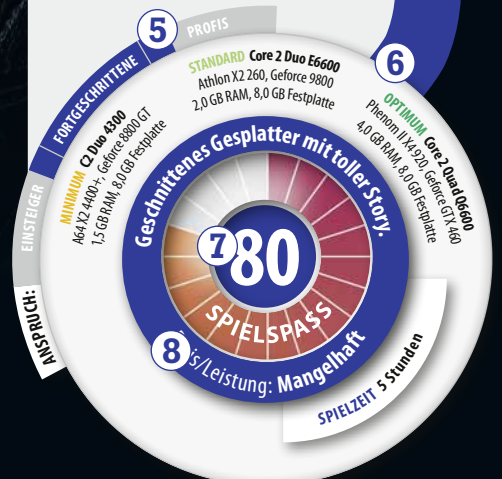 ANSPRUCH:
EINSTEIGER
FORTGESCHRITTENE
PROFIS
5
6
MINIMUM C2 Duo 4300
A64 X2 4400+, Geforce 8800 GT
1,5 GB RAM, 8,0 GB Festplatte
STANDARD Core 2 Duo E6600
Athlon X2 260, Geforce 9800
2,0 GB RAM, 8,0 GB Festplatte
OPTIMUM Core 2 Quad Q6600
Phenom II X4 920, Geforce GTX 460
4,0 GB RAM, 8,0 GB Festplatte
Geschnittenes Gesplatter mit toller Story.
7
80
SPIELSPA$S
8
is/Leistung: Mangelhaft
SPIELZEIT 5 Stunden